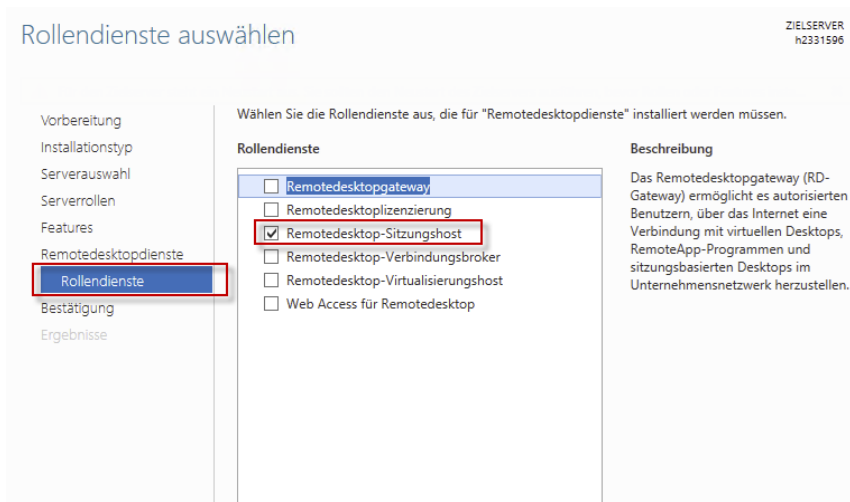 Rollendienste auswählen
ZIELSERVER
h2331596
Vorbereitung
Installationstyp
Serverauswahl
Serverrollen
Features
Remotedesktopdienste
Rollendienste
Bestätigung
Ergebnisse
Wählen Sie die Rollendienste aus, die für "Remotedesktopdienste" installiert werden müssen.
Rollendienste
Remotedesktopgateway
Remotedesktoplizenzierung
Remotedesktop-Sitzungshost
Remotedesktop-Verbindungsbroker
Remotedesktop-Virtualisierungshost
Web Access für Remotedesktop
Beschreibung
Das Remotedesktopgateway (RD-
Gateway) ermöglicht es autorisierten
Benutzern, über das Internet eine
Verbindung mit virtuellen Desktops,
RemoteApp-Programmen und
sitzungsbasierten Desktops im
Unternehmensnetzwerk herzustellen.